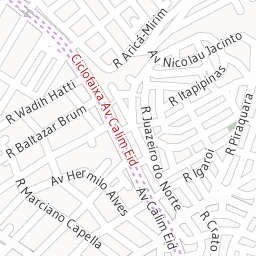 R Aricá-Mirim
Av Nicolau Jacinto
Ciclofaixa Av Calim Eid
R Wadih Hatti
R Itapipinas
R Piraquara
R Baltazar Brum
R Juazeiro do Norte
R Igaroi
Av Hermilo Alves
Av Calim Eid
R Marciano Capella
R Crato